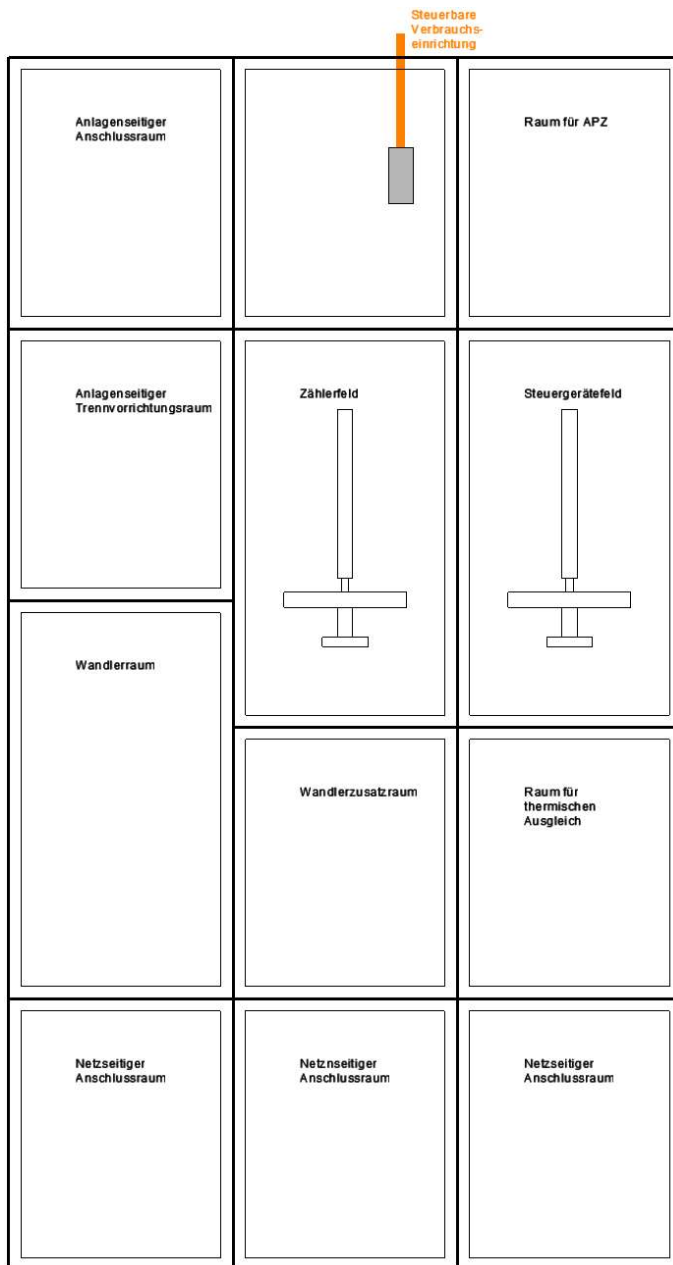 Steuerbare
Verbrauchs-
einrichtung
Anlagenseitiger
Anschlussraum
Raum für APZ
Anlagenseitiger
Trennvorrichtungsraum
Zählerfeld
Steuergerätefeld
Wandlerraum
Wandlerzusatzraum
Raum für
thermischen
Ausgleich
Netzseitiger
Anschlussraum
Netznseitiger
Anschlussraum
Netzseitiger
Anschlussraum